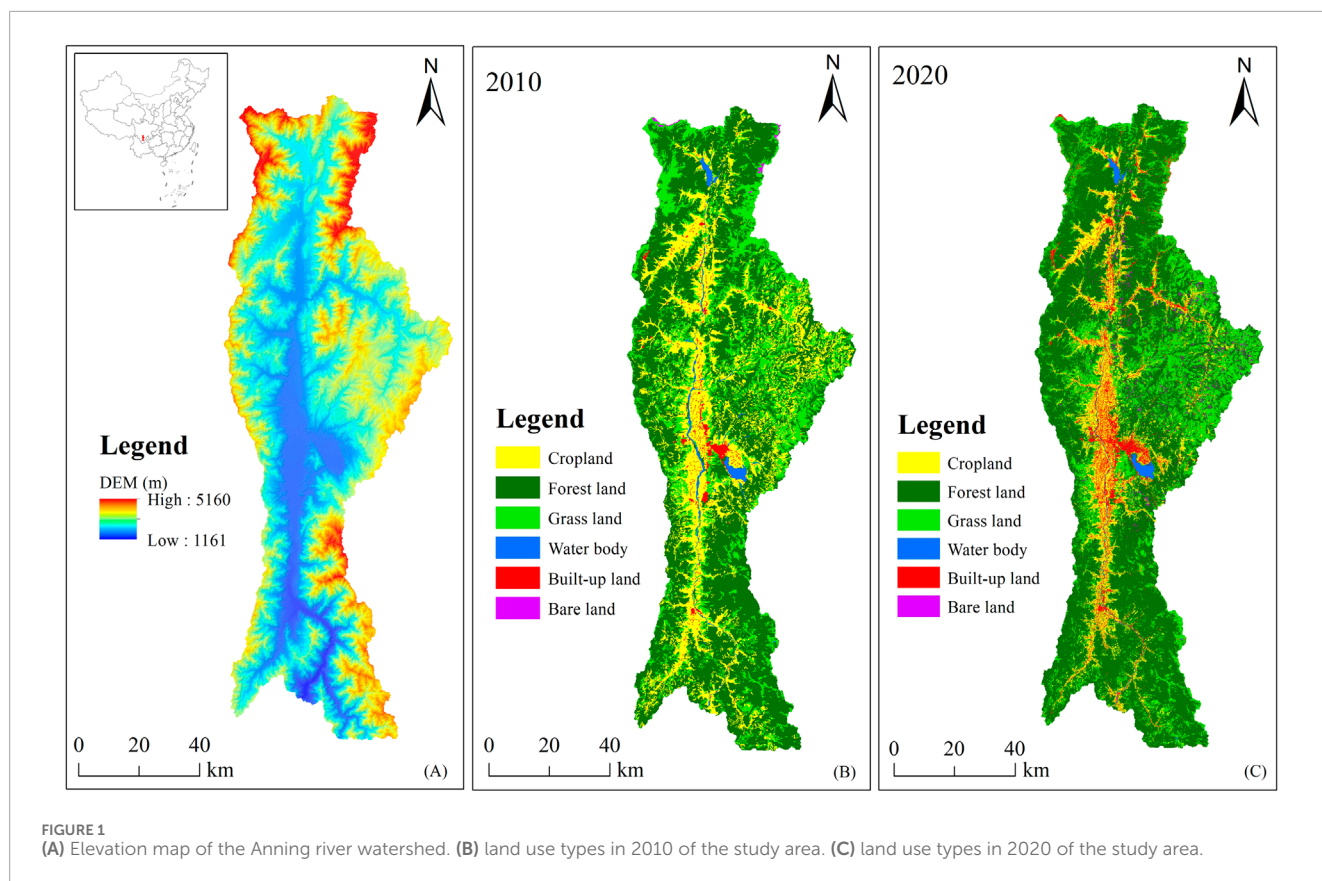 N
Legend
DEM (m)
High : 5160
Low : 1161
0 20 40
km
(A)
2010
N
Legend
Cropland
Forest land
Grass land
Water body
Built-up land
Bare land
0 20 40
km
(B)
2020
N
Legend
Cropland
Forest land
Grass land
Water body
Built-up land
Bare land
0 20 40
km
(C)
FIGURE 1
(A) Elevation map of the Anning river watershed. (B) land use types in 2010 of the study area. (C) land use types in 2020 of the study area.